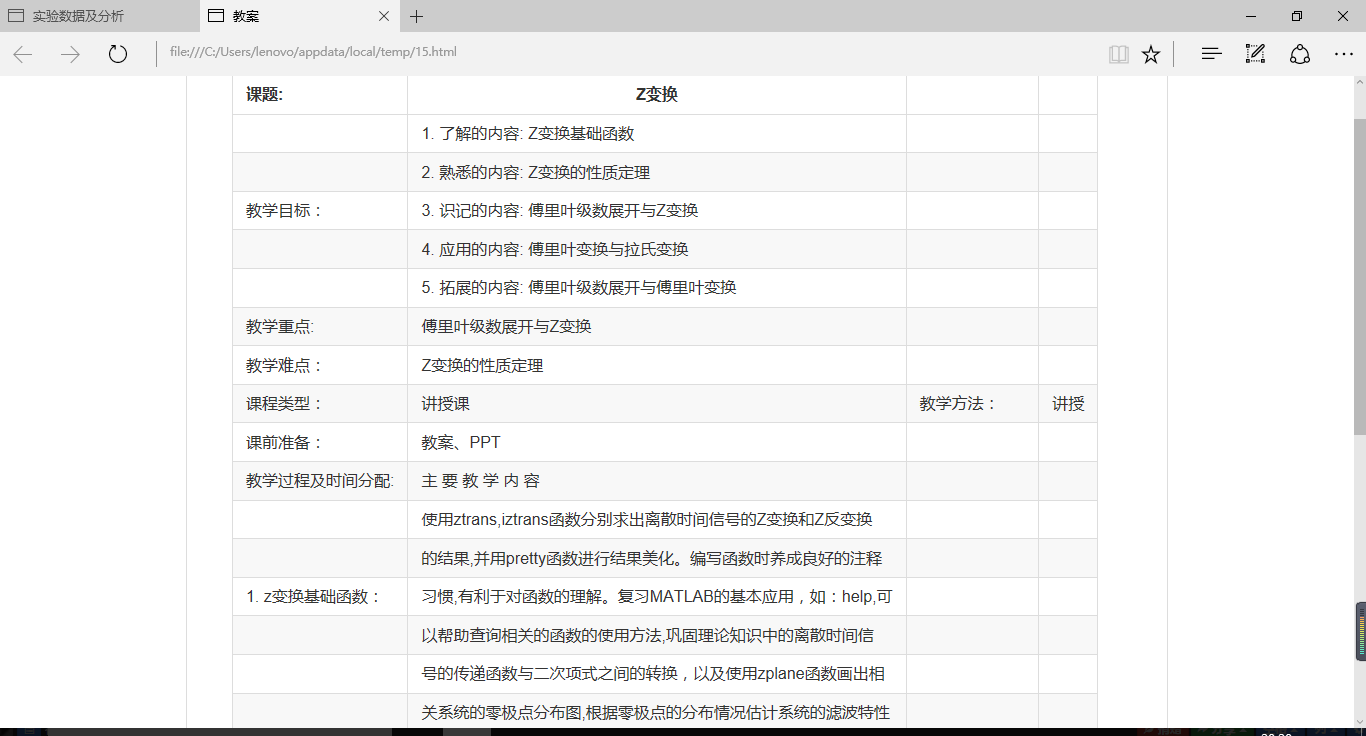 实验数据及分析
教案
file:///C:/Users/lenovo/appdata/local/temp/15.html
课题: Z变换
1. 了解的内容: Z变换基础函数
2. 熟悉的内容: Z变换的性质定理
教学目标： 3. 识记的内容: 傅里叶级数展开与Z变换
4. 应用的内容: 傅里叶变换与拉氏变换
5. 拓展的内容: 傅里叶级数展开与傅里叶变换
教学重点: 傅里叶级数展开与Z变换
教学难点： Z变换的性质定理
课程类型： 讲授课 教学方法： 讲授
课前准备： 教案、PPT
教学过程及时间分配: 主 要 教 学 内 容
使用ztrans,iztrans函数分别求出离散时间信号的Z变换和Z反变换
的结果,并用pretty函数进行结果美化。编写函数时养成良好的注释
1. z变换基础函数： 习惯,有利于对函数的理解。复习MATLAB的基本应用，如：help,可
以帮助查询相关的函数的使用方法,巩固理论知识中的离散时间信
号的传递函数与二次项式之间的转换，以及使用zplane函数画出相
关系统的零极点分布图,根据零极点的分布情况估计系统的滤波特性